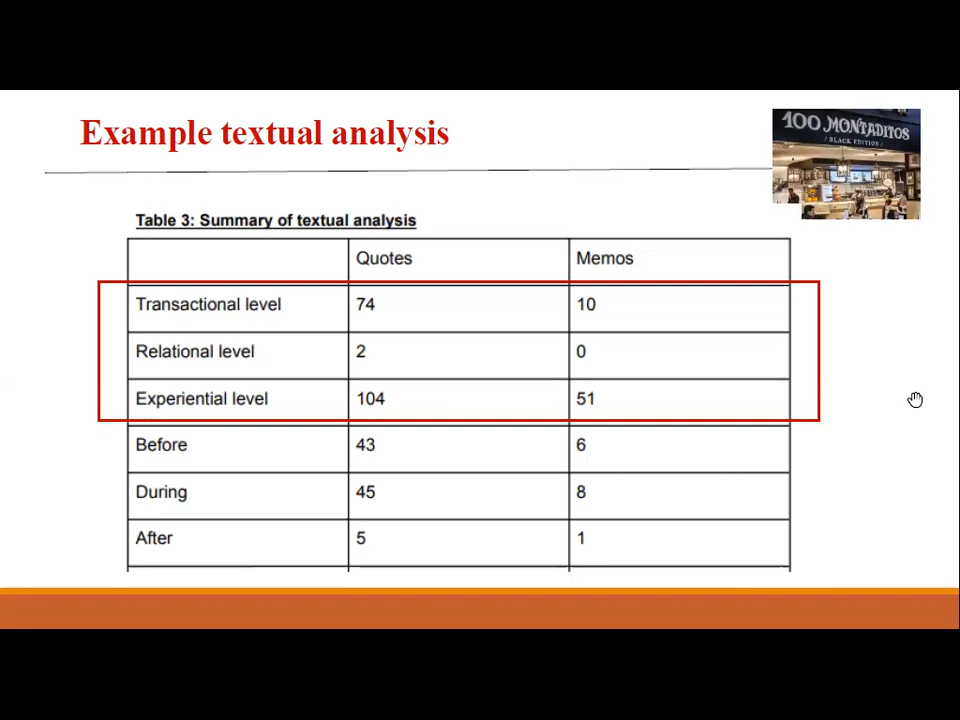 Example textual analysis
100 MONTADITOS
/ BLACK EDITION /
Table 3: Summary of textual analysis
Quotes Memos
Transactional level 74 10
Relational level 2 0
Experiential level 104 51
Before 43 6
During 45 8
After 5 1